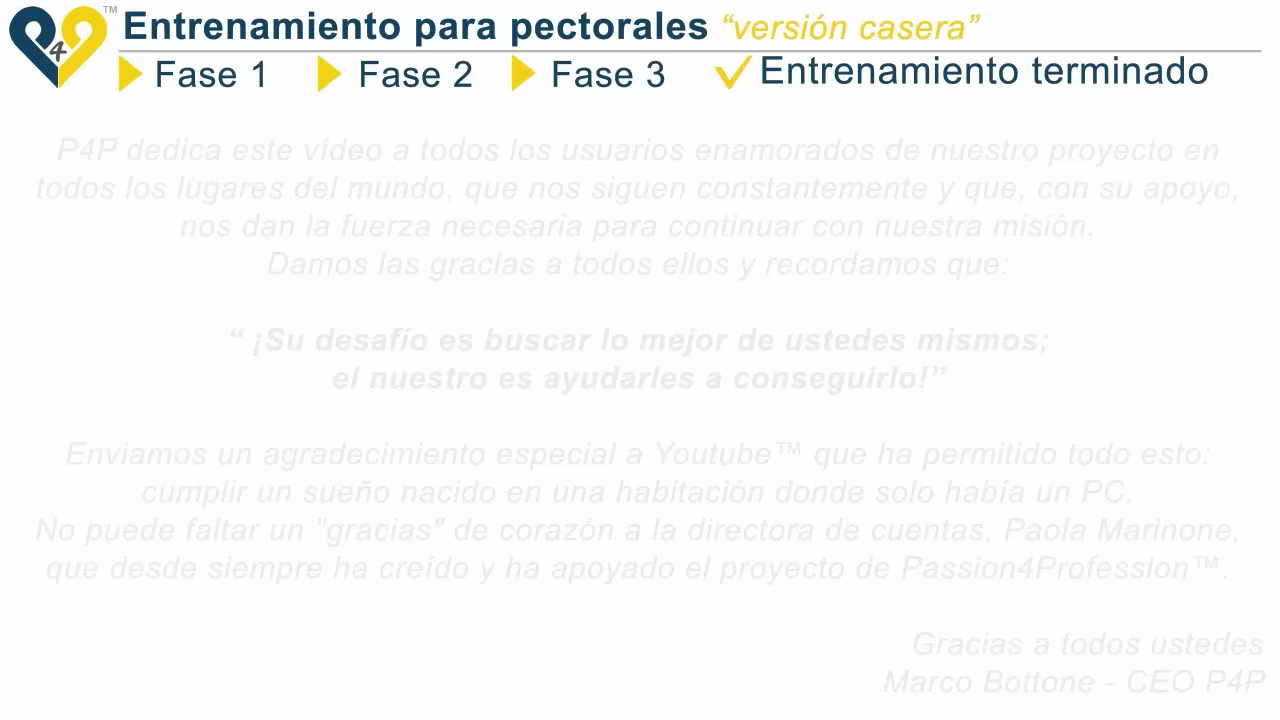 P4P™
Entrenamiento para pectorales “versión casera”
Fase 1 Fase 2 Fase 3 Entrenamiento terminado
P4P dedica este vídeo a todos los usuarios enamorados de nuestro proyecto en
todos los lugares del mundo, que nos siguen constantemente y que, con su apoyo,
nos dan la fuerza necesaria para continuar con nuestra misión.
Damos las gracias a todos ellos y recordamos que:
“ ¡Su desafío es buscar lo mejor de ustedes mismos;
el nuestro es ayudarles a conseguirlo!”
Enviamos un agradecimiento especial a Youtube™ que ha permitido todo esto:
cumplir un sueño nacido en una habitación donde solo había un PC.
No puede faltar un "gracias" de corazón a la directora de cuentas, Paola Marinone,
que desde siempre ha creído y ha apoyado el proyecto de Passion4Profession™.
Gracias a todos ustedes
Marco Bottone - CEO P4P